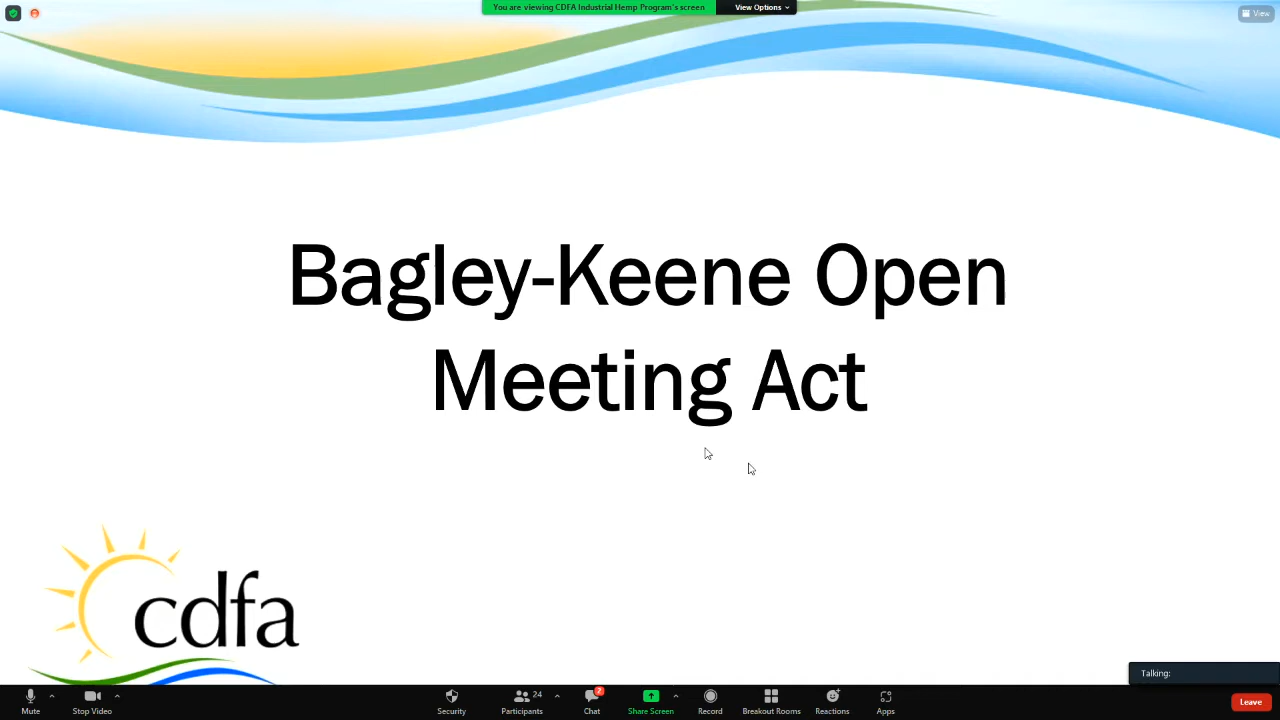 You are viewing CDFA Industrial Hemp Program's screen
View Options
View
Bagley-Keene Open
Meeting Act
cdfa
Talking:
24
2
Mute
Stop Video
Security
Participants
Chat
Share Screen
Record
Breakout Rooms
Reactions
Apps
Leave